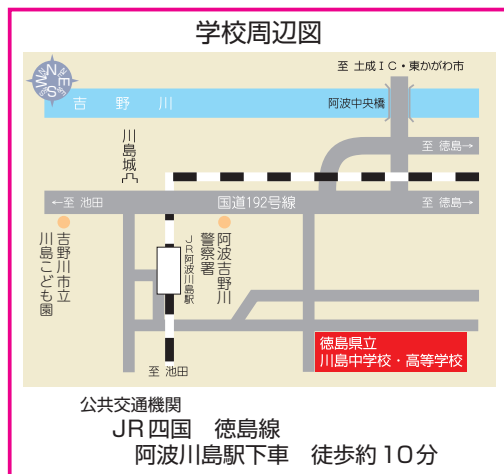 学校周辺図
至 土成IC・東かがわ市
N
E
S
W
吉野川
阿波中央橋
川島城
至 徳島→
←至 池田
国道192号線
至 徳島→
吉野川市立
川島こども園
JR阿波川島駅
阿波吉野川
警察署
徳島県立
川島中学校・高等学校
至 池田
公共交通機関
JR四国 徳島線
阿波川島駅下車 徒歩約10分